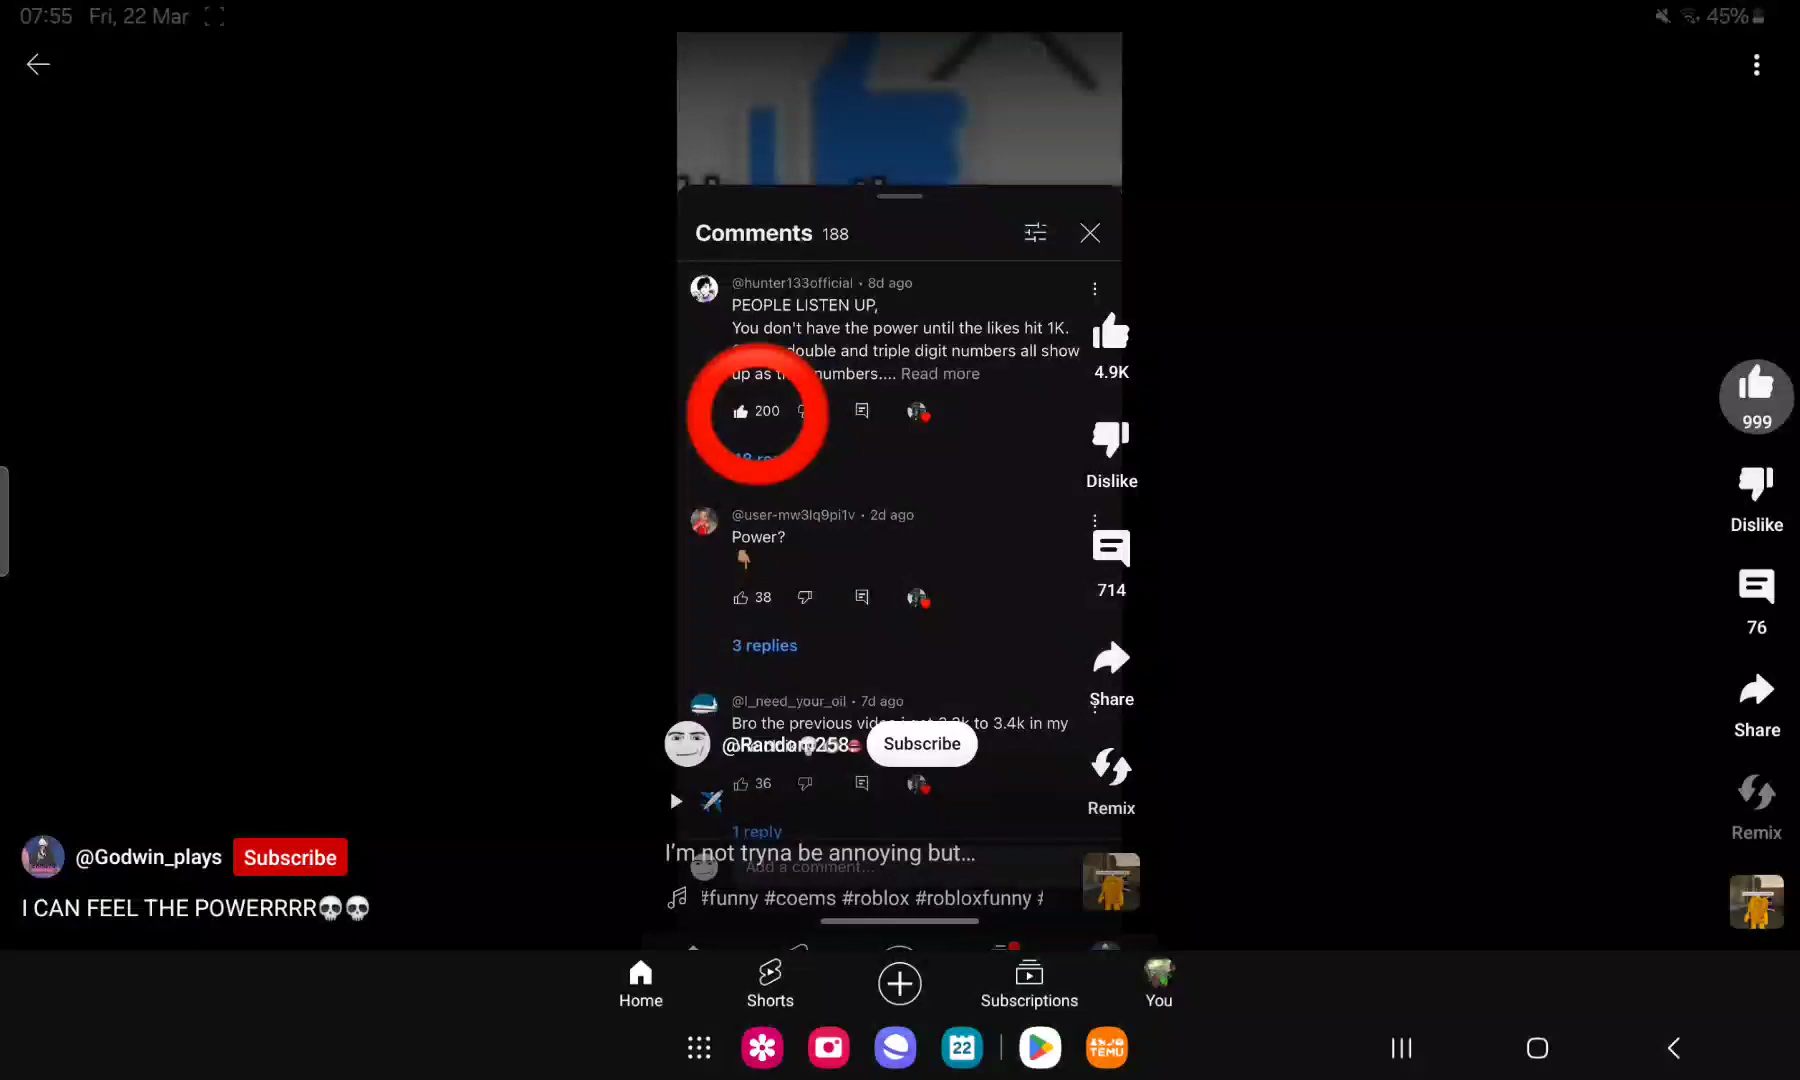 07:55 Fri, 22 Mar
45%
Comments 188
@hunter133official • 8d ago
PEOPLE LISTEN UP,
You don't have the power until the likes hit 1K.
double and triple digit numbers all show
up as numbers.... Read more
200
@user-mw3lq9pi1v • 2d ago
Power?
38
3 replies
@I_need_your_oil • 7d ago
Bro the previous to 3.4k in my
@Random258
Subscribe
36
1 reply
I'm not tryna be annoying but...
Add a comment...
#funny #coems #roblox #robloxfunny #
4.9K
Dislike
714
Share
Remix
999
Dislike
76
Share
Remix
@Godwin_plays Subscribe
I CAN FEEL THE POWERRRR💀💀
Home
Shorts
Subscriptions
You
22
TEMU